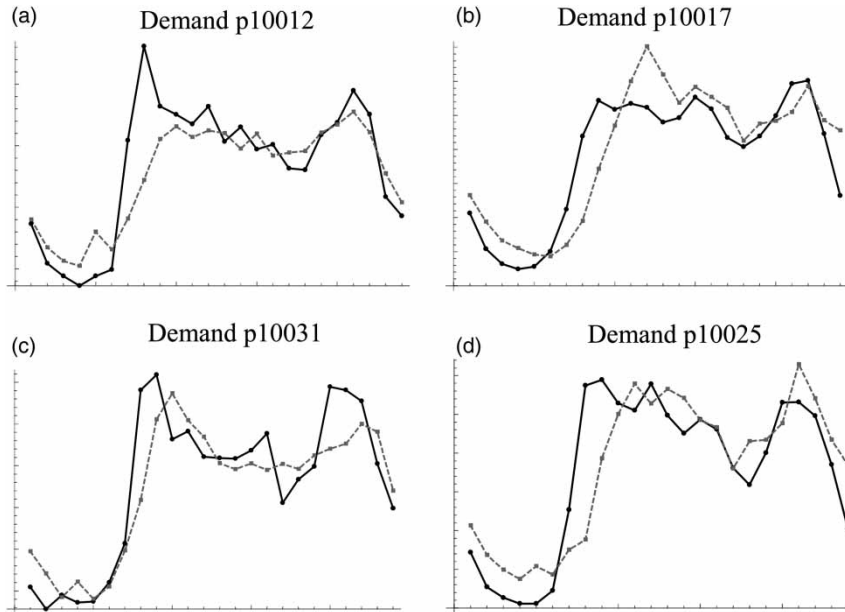 (a)
Demand p10012
(b)
Demand p10017
(c)
Demand p10031
(d)
Demand p10025